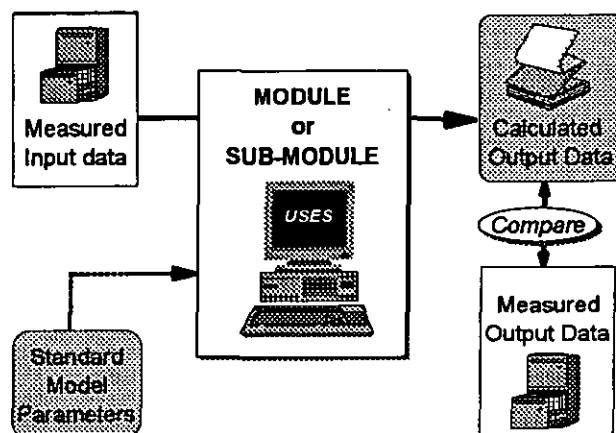 Measured
Input data
MODULE
or
SUB-MODULE
USES
Calculated
Output Data
Compare
Measured
Output Data
Standard
Model
Parameters